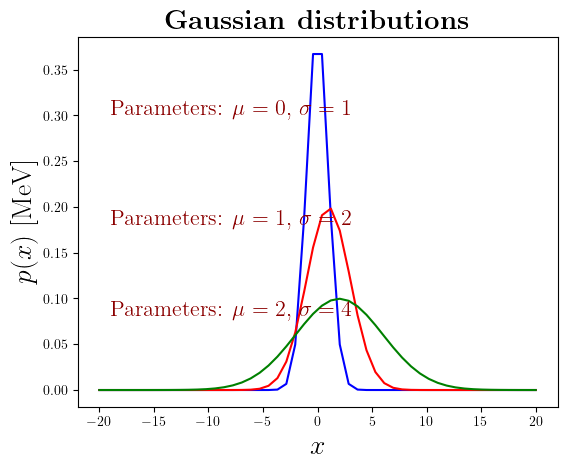 Gaussian distributions
0.35
0.30
0.25
0.20
0.15
0.10
0.05
0.00
p(x) [MeV]
Parameters: μ = 0, σ = 1
Parameters: μ = 1, σ = 2
Parameters: μ = 2, σ = 4
−20 −15 −10 −5 0 5 10 15 20
x